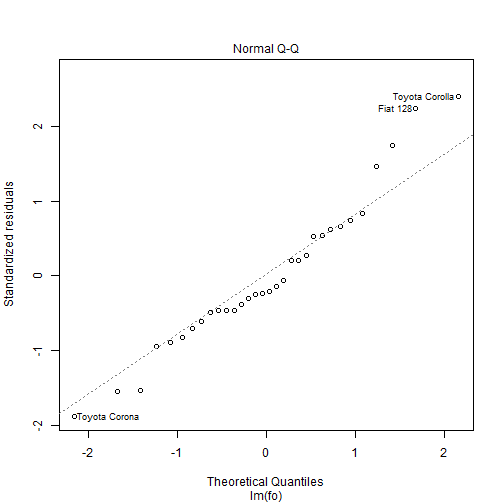 Normal Q-Q
Toyota Corolla
Fiat 128
2
1
0
-1
-2
Standardized residuals
Toyota Corona
-2
-1
0
1
2
Theoretical Quantiles
lm(fo)